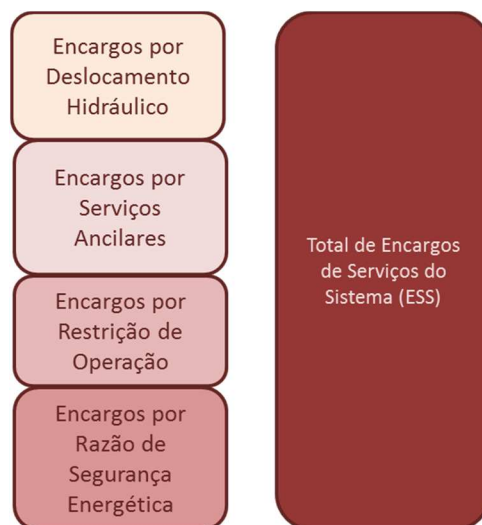 Encargos por
Deslocamento
Hidráulico
Encargos por
Serviços
Ancilares
Encargos por
Restrição de
Operação
Encargos por
Razão de
Segurança
Energética
Total de Encargos
de Serviços do
Sistema (ESS)